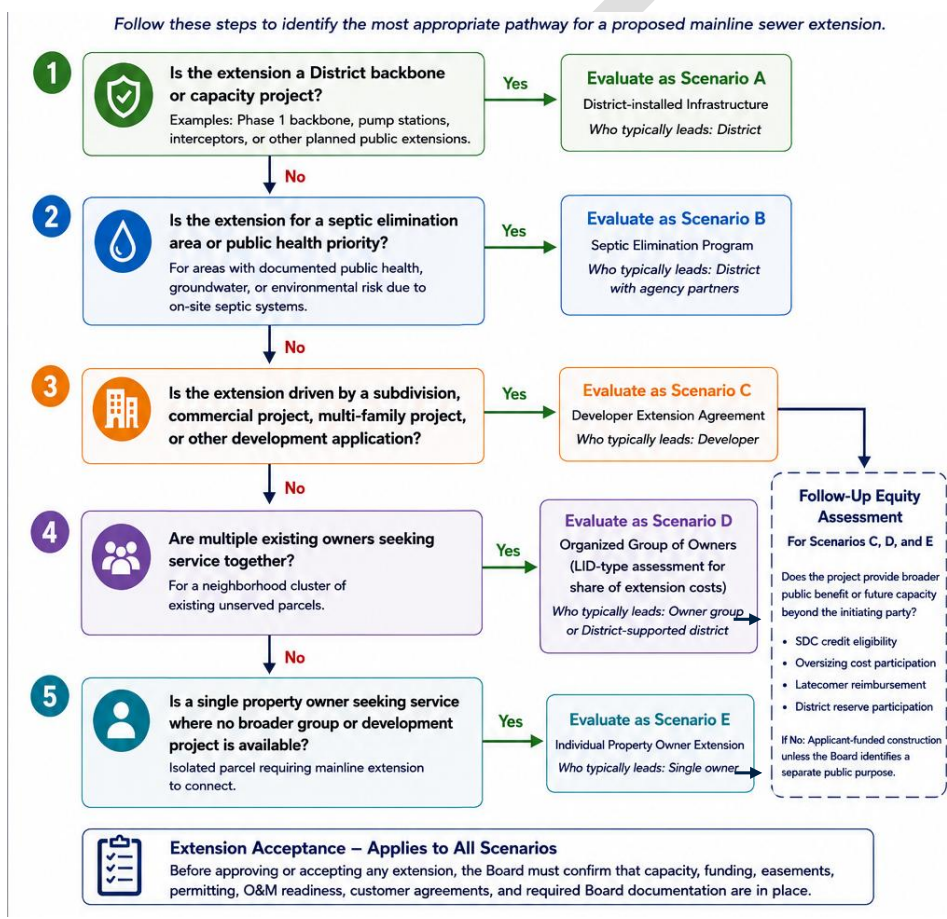 Follow these steps to identify the most appropriate pathway for a proposed mainline sewer extension.
1
Is the extension a District backbone
or capacity project?
Examples: Phase 1 backbone, pump stations,
interceptors, or other planned public extensions.
Yes
Evaluate as Scenario A
District-installed Infrastructure
Who typically leads: District
No
2
Is the extension for a septic elimination
area or public health priority?
For areas with documented public health,
groundwater, or environmental risk due to
on-site septic systems.
Yes
Evaluate as Scenario B
Septic Elimination Program
Who typically leads: District
with agency partners
No
3
Is the extension driven by a subdivision,
commercial project, multi-family project,
or other development application?
Yes
Evaluate as Scenario C
Developer Extension Agreement
Who typically leads: Developer
No
4
Are multiple existing owners seeking
service together?
For a neighborhood cluster of
existing unserved parcels.
Yes
Evaluate as Scenario D
Organized Group of Owners
(LID-type assessment for
share of extension costs)
Who typically leads: Owner group
or District-supported district
No
5
Is a single property owner seeking service
where no broader group or development
project is available?
Isolated parcel requiring mainline extension
to connect.
Yes
Evaluate as Scenario E
Individual Property Owner Extension
Who typically leads: Single owner
Follow-Up Equity
Assessment
For Scenarios C, D, and E
Does the project provide broader
public benefit or future capacity
beyond the initiating party?
• SDC credit eligibility
• Oversizing cost participation
• Latecomer reimbursement
• District reserve participation
If No: Applicant-funded construction
unless the Board identifies a
separate public purpose.
Extension Acceptance – Applies to All Scenarios
Before approving or accepting any extension, the Board must confirm that capacity, funding, easements,
permitting, O&M readiness, customer agreements, and required Board documentation are in place.